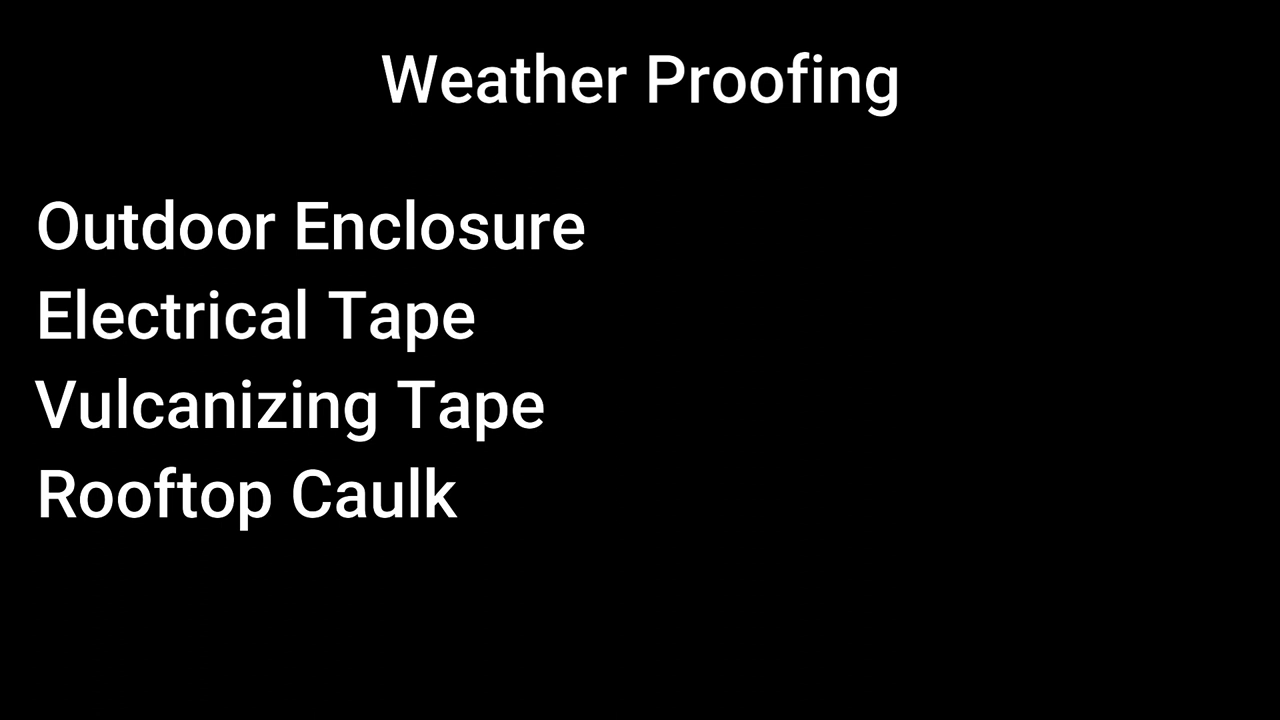 Weather Proofing
Outdoor Enclosure
Electrical Tape
Vulcanizing Tape
Rooftop Caulk